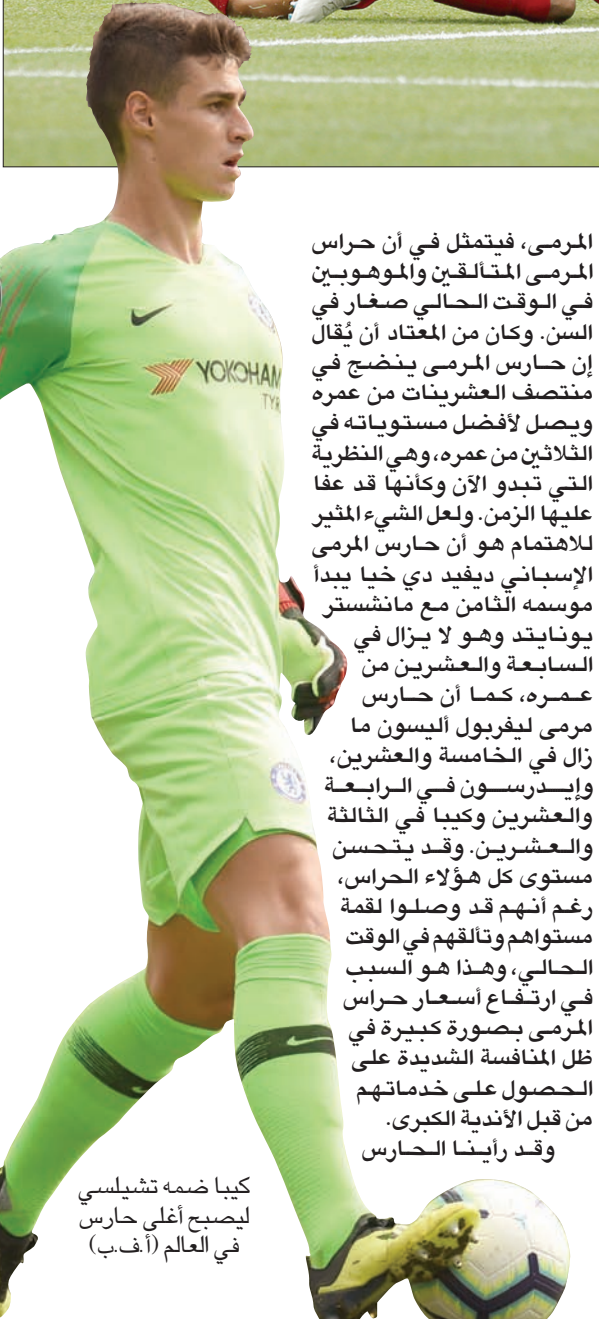 المرمى، فيتمثل في أن حراس
المرمى المتألقين والموهوبين
في الوقت الحالي صغار في
السن. وكان من المعتاد أن يُقال
إن حارس المرمى ينضج في
منتصف العشرينات من عمره
ويصل لأفضل مستوياته في
الثلاثين من عمره، وهي النظرية
التي تبدو الآن وكأنها قد عفا
عليها الزمن. ولعل الشيء المثير
للاهتمام هو أن حارس المرمى
الإسباني ديفيد دي خيا يبدأ
موسمه الثامن مع مانشستر
يونايتد وهو لا يزال في
السابعة والعشرين من
عمره، كما أن حارس
مرمى ليفربول أليسون ما
زال في الخامسة والعشرين،
وإيدرسون في الرابعة
والعشرين وكيبا في الثالثة
والعشرين. وقد يتحسن
مستوى كل هؤلاء الحراس،
رغم أنهم قد وصلوا لقمة
مستواهم وتألقهم في الوقت
الحالي، وهذا هو السبب
في ارتفاع أسعار حراس
المرمى بصورة كبيرة في
ظل المنافسة الشديدة على
الحصول على خدماتهم
من قبل الأندية الكبرى.
وقد رأينا الحارس
كيبا ضمه تشيلسي
ليصبح أغلى حارس
في العالم (أ.ف.ب)
YOKOHAM
TYR